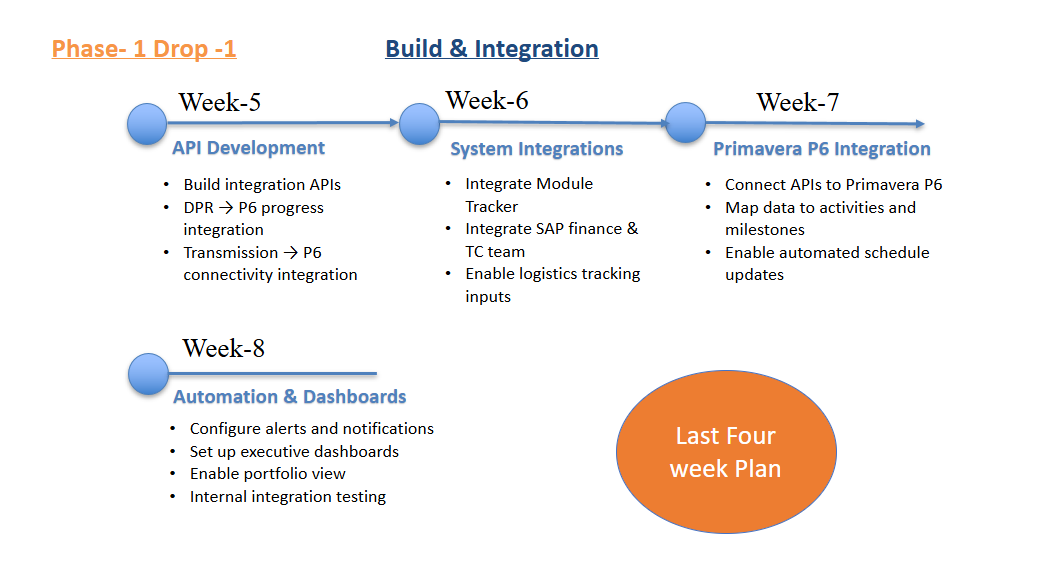 Phase- 1 Drop -1
Build & Integration
Week-5
API Development
• Build integration APIs
• DPR → P6 progress
integration
• Transmission → P6
connectivity integration
Week-6
System Integrations
• Integrate Module
Tracker
• Integrate SAP finance &
TC team
• Enable logistics tracking
inputs
Week-7
Primavera P6 Integration
• Connect APIs to Primavera P6
• Map data to activities and
milestones
• Enable automated schedule
updates
Week-8
Automation & Dashboards
• Configure alerts and notifications
• Set up executive dashboards
• Enable portfolio view
• Internal integration testing
Last Four
week Plan